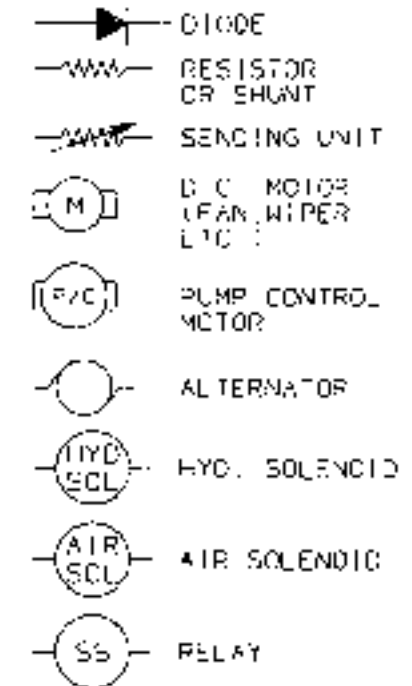 DIODE
RESISTOR
OR SHUNT
SENDING UNIT
M
D.C. MOTOR
(FAN, WIPER
ETC.)
P/C
PUMP CONTROL
MOTOR
ALTERNATOR
HYD
SOL
HYD. SOLENOID
AIR
SOL
AIR SOLENOID
SS
RELAY